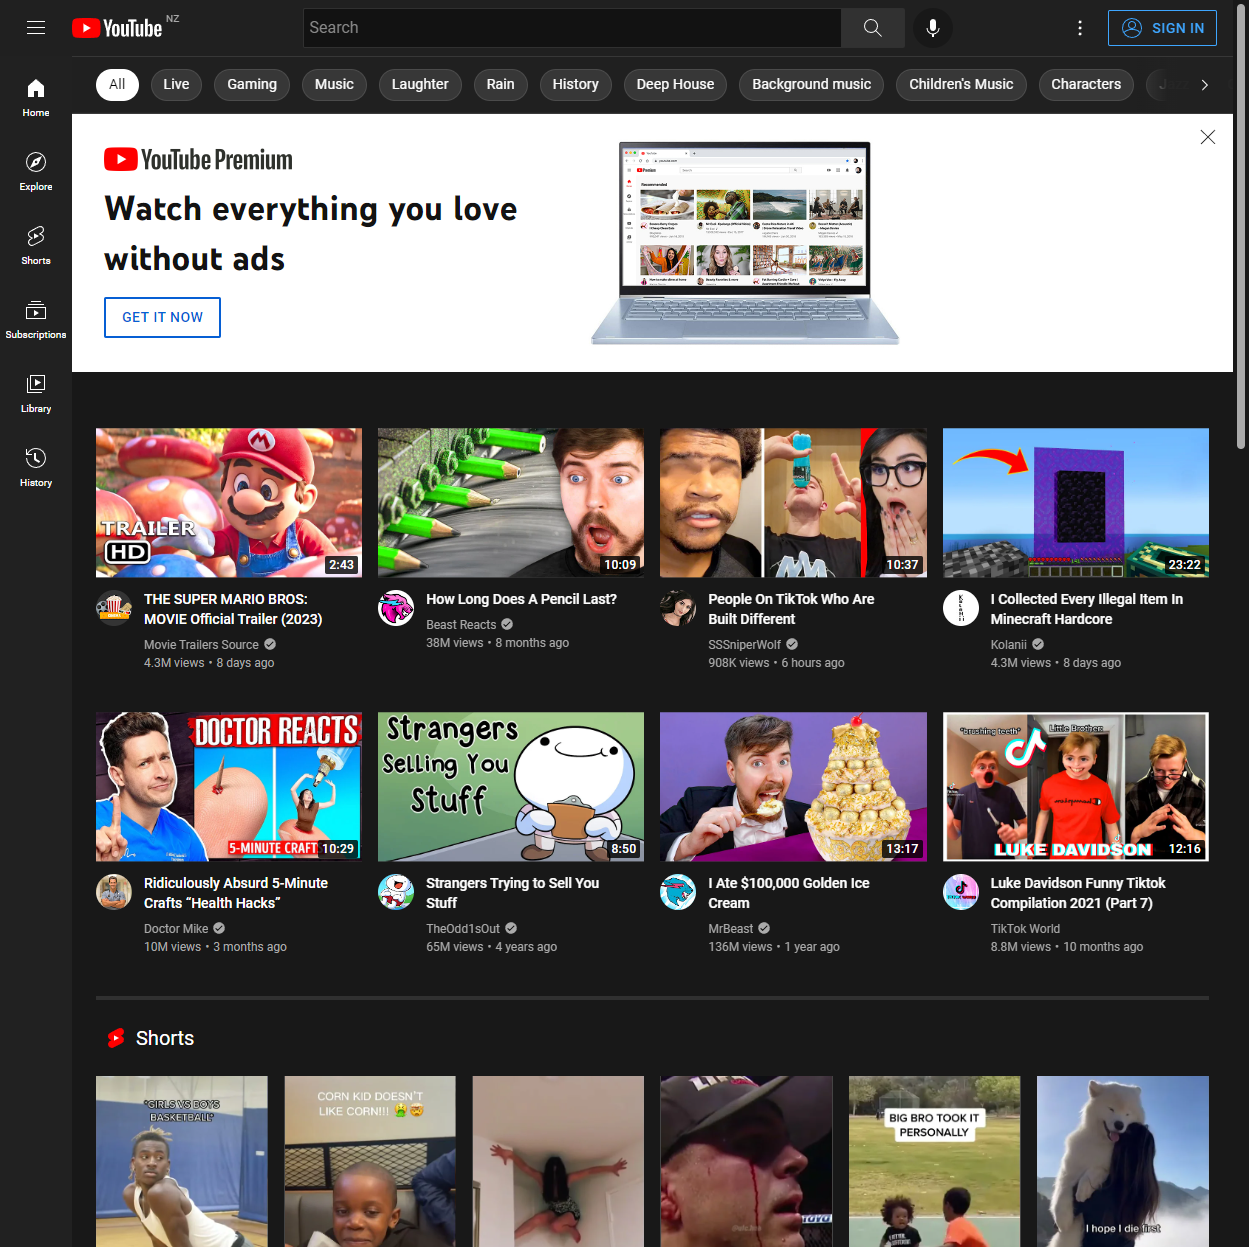 YouTube NZ
Search
SIGN IN
Home
Explore
Shorts
Subscriptions
Library
History
All
Live
Gaming
Music
Laughter
Rain
History
Deep House
Background music
Children's Music
Characters
YouTube Premium
Watch everything you love
without ads
GET IT NOW
Recommended
TRAILER
HD
2:43
10:09
10:37
23:22
THE SUPER MARIO BROS:
MOVIE Official Trailer (2023)
Movie Trailers Source
4.3M views • 8 days ago
How Long Does A Pencil Last?
Beast Reacts
38M views • 8 months ago
People On TikTok Who Are
Built Different
SSSniperWolf
908K views • 6 hours ago
I Collected Every Illegal Item In
Minecraft Hardcore
Kolanii
4.3M views • 8 days ago
DOCTOR REACTS
5-MINUTE CRAFT
10:29
Strangers
Selling You
Stuff
8:50
13:17
*brushing teeth*
Little Brother:
LUKE DAVIDSON
12:16
Ridiculously Absurd 5-Minute
Crafts “Health Hacks”
Doctor Mike
10M views • 3 months ago
Strangers Trying to Sell You
Stuff
TheOdd1sOut
65M views • 4 years ago
I Ate $100,000 Golden Ice
Cream
MrBeast
136M views • 1 year ago
Luke Davidson Funny Tiktok
Compilation 2021 (Part 7)
TikTok World
8.8M views • 10 months ago
Shorts
"GIRLS VS BOYS
BASKETBALL"
CORN KID DOESN'T
LIKE CORN!!! 🤮🤯
TOYO
BIG BRO TOOK IT
PERSONALLY
I hope I die first